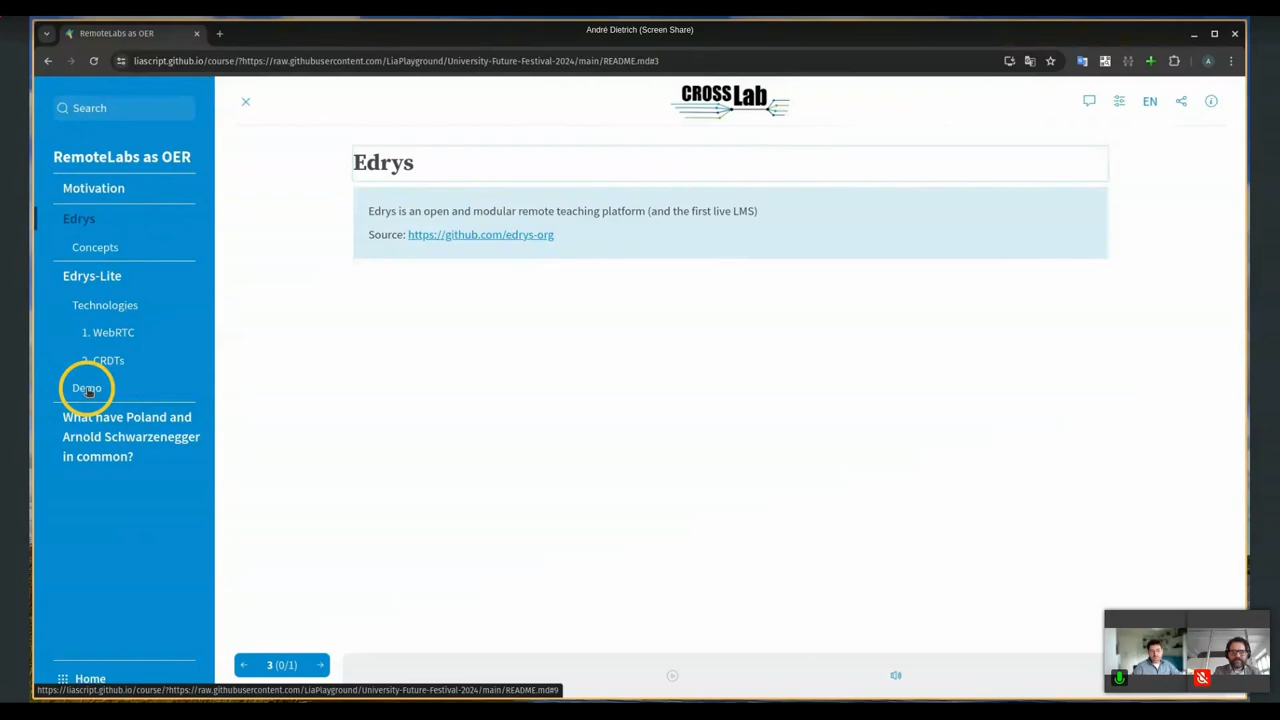 André Dietrich (Screen Share)
RemoteLabs as OER
liascript.github.io/course/?https://raw.githubusercontent.com/LiaPlayground/University-Future-Festival-2024/main/README.md#3
A
Search
CROSSLab
EN
RemoteLabs as OER
Motivation
Edrys
Concepts
Edrys-Lite
Technologies
1. WebRTC
2. CRDTs
Demo
What have Poland and
Arnold Schwarzenegger
in common?
Home
Edrys
Edrys is an open and modular remote teaching platform (and the first live LMS)
Source: https://github.com/edrys-org
3 (0/1)
https://liascript.github.io/course/?https://raw.githubusercontent.com/LiaPlayground/University-Future-Festival-2024/main/README.md#9